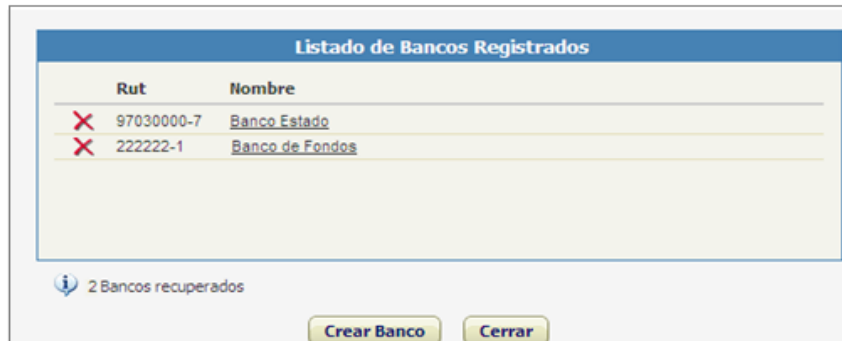 Listado de Bancos Registrados
Rut Nombre
97030000-7 Banco Estado
222222-1 Banco de Fondos
2 Bancos recuperados
Crear Banco Cerrar